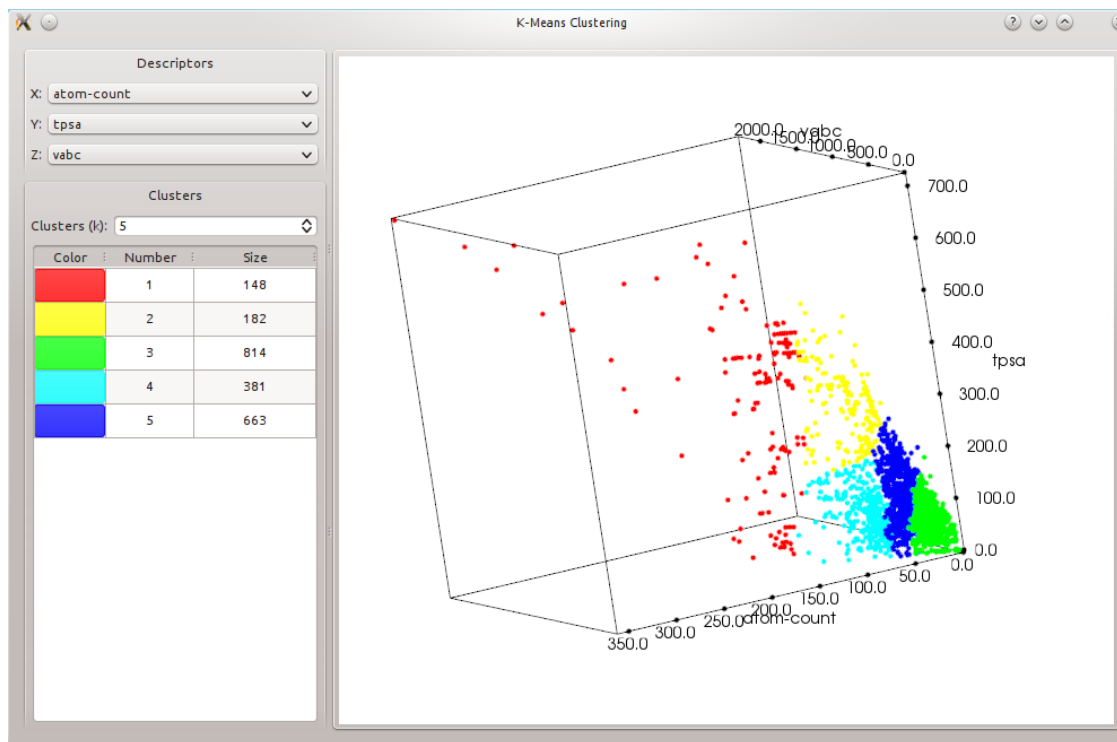 K-Means Clustering
Descriptors
X: atom-count
Y: tpsa
Z: vabc
Clusters
Clusters (k): 5
Color Number Size
1 148
2 182
3 814
4 381
5 663
2000.0 1500.0 1000.0 500.0 0.0
vabc
700.0
600.0
500.0
400.0
tpsa
300.0
200.0
100.0
0.0
0.0
50.0
100.0
150.0
200.0
atom-count
250.0
300.0
350.0